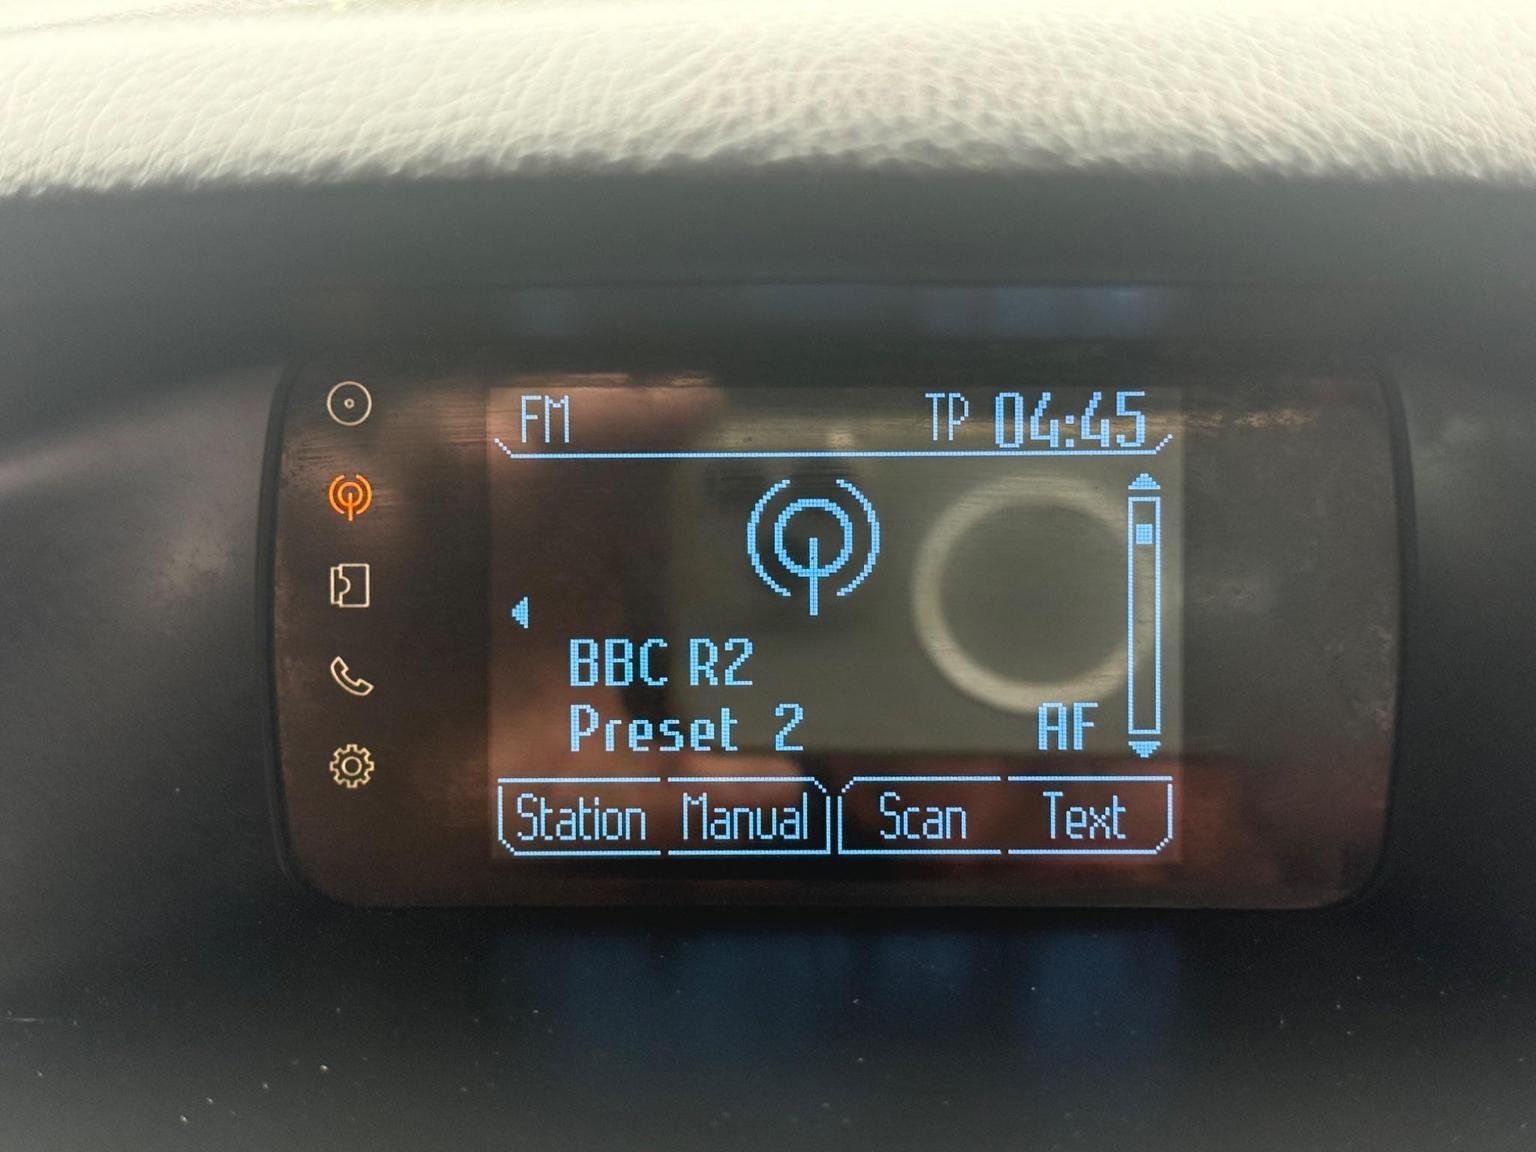 FM TP 04:45
BBC R2
Preset 2 AF
Station Manual Scan Text